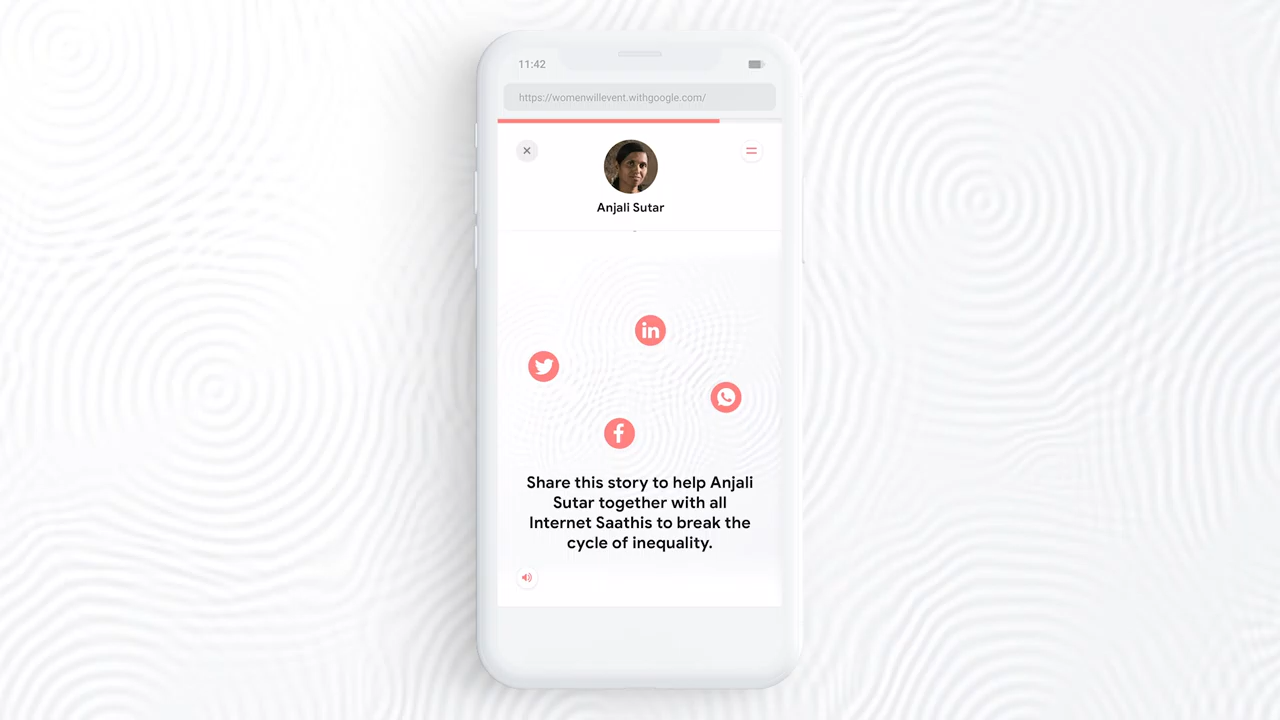 11:42
https://womenwillevent.withgoogle.com/
Anjali Sutar
in
Share this story to help Anjali
Sutar together with all
Internet Saathis to break the
cycle of inequality.